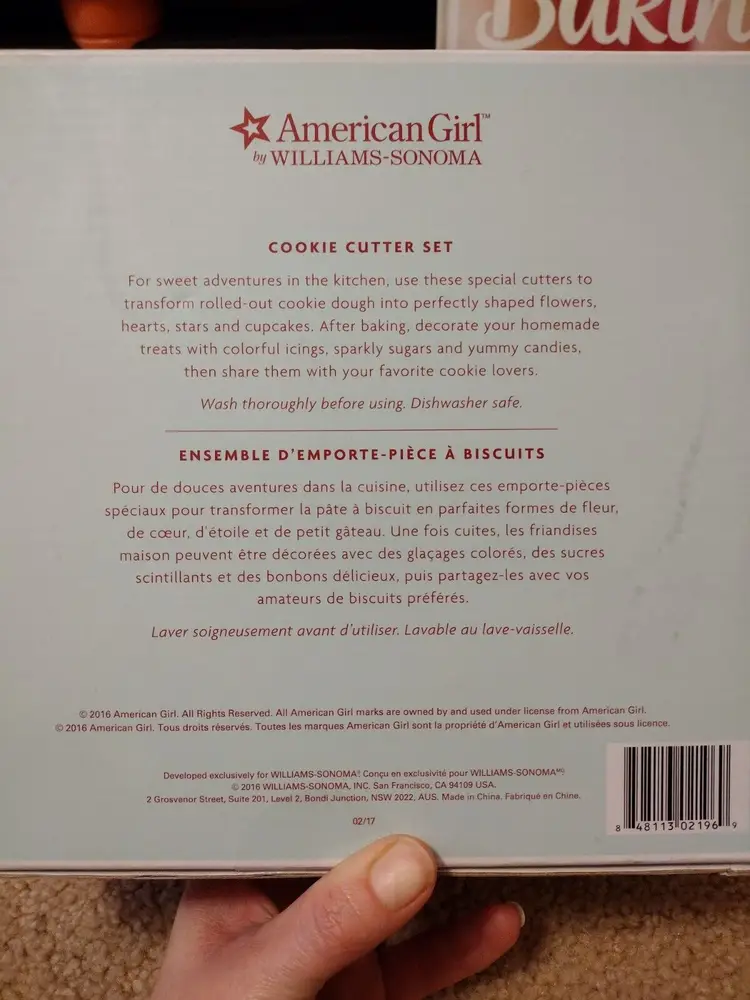 Bakin
American Girl™
by WILLIAMS-SONOMA
COOKIE CUTTER SET
For sweet adventures in the kitchen, use these special cutters to
transform rolled-out cookie dough into perfectly shaped flowers,
hearts, stars and cupcakes. After baking, decorate your homemade
treats with colorful icings, sparkly sugars and yummy candies,
then share them with your favorite cookie lovers.
Wash thoroughly before using. Dishwasher safe.
ENSEMBLE D'EMPORTE-PIÈCE À BISCUITS
Pour de douces aventures dans la cuisine, utilisez ces emporte-pièces
spéciaux pour transformer la pâte à biscuit en parfaites formes de fleur,
de cœur, d'étoile et de petit gâteau. Une fois cuites, les friandises
maison peuvent être décorées avec des glaçages colorés, des sucres
scintillants et des bonbons délicieux, puis partagez-les avec vos
amateurs de biscuits préférés.
Laver soigneusement avant d'utiliser. Lavable au lave-vaisselle.
© 2016 American Girl. All Rights Reserved. All American Girl marks are owned by and used under license from American Girl.
© 2016 American Girl. Tous droits réservés. Toutes les marques American Girl sont la propriété d'American Girl et utilisées sous licence.
Developed exclusively for WILLIAMS-SONOMA. Conçu en exclusivité pour WILLIAMS-SONOMA
© 2016 WILLIAMS-SONOMA, INC. San Francisco, CA 94109 USA.
2 Grosvenor Street, Suite 201, Level 2, Bondi Junction, NSW 2022, AUS. Made in China. Fabriqué en Chine.
02/17
8 48113 02196 9